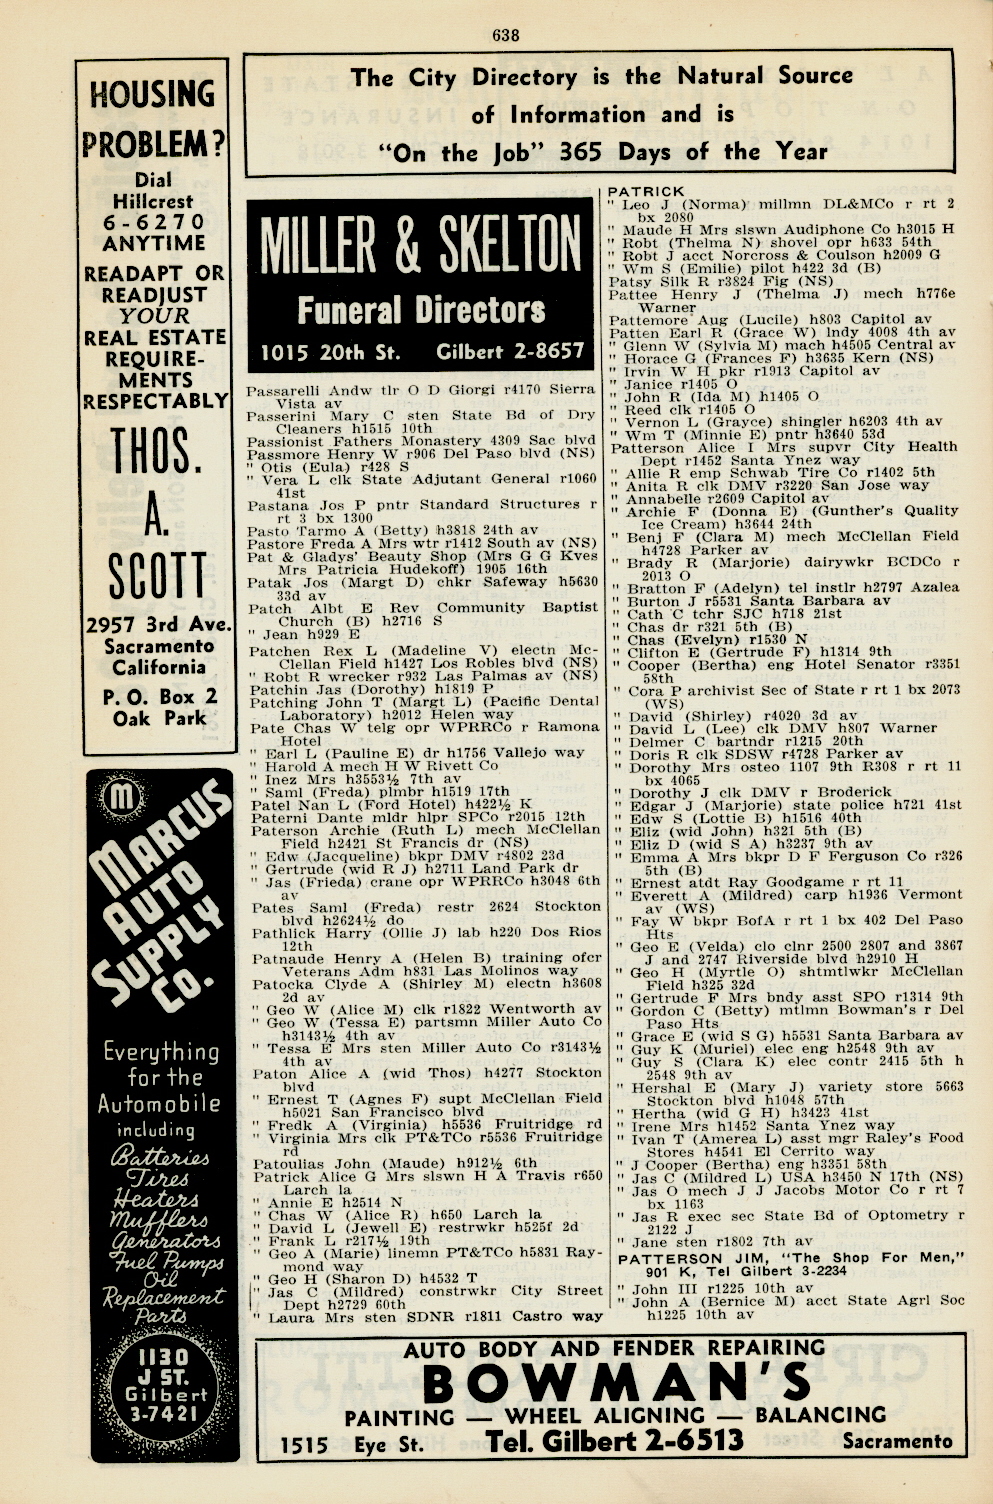 638
HOUSING
PROBLEM?
Dial
Hillcrest
6-6270
ANYTIME
READAPT OR
READJUST
YOUR
REAL ESTATE
REQUIRE-
MENTS
RESPECTABLY
THOS.
A.
SCOTT
2957 3rd Ave.
Sacramento
California
P. O. Box 2
Oak Park
M
MARCUS
AUTO
SUPPLY
Co.
Everything
for the
Automobile
including
Batteries
Tires
Heaters
Mufflers
Generators
Fuel Pumps
Oil
Replacement
Parts
1130
J ST.
Gilbert
3-7421
The City Directory is the Natural Source
of Information and is
“On the Job” 365 Days of the Year
MILLER & SKELTON
Funeral Directors
1015 20th St. Gilbert 2-8657
Passarelli Andw tlr O D Giorgi r4170 Sierra
Vista av
Passerini Mary C sten State Bd of Dry
Cleaners h1515 10th
Passionist Fathers Monastery 4309 Sac blvd
Passmore Henry W r906 Del Paso blvd (NS)
" Otis (Eula) r428 S
" Vera L clk State Adjutant General r1060
41st
Pastana Jos P pntr Standard Structures r
rt 3 bx 1300
Pasto Tarmo A (Betty) h3818 24th av
Pastore Freda A Mrs wtr r1412 South av (NS)
Pat & Gladys' Beauty Shop (Mrs G G Kves
Mrs Patricia Hudekoff) 1905 16th
Patak Jos (Margt D) chkr Safeway h5630
33d av
Patch Albt E Rev Community Baptist
Church (B) h2716 S
" Jean h929 E
Patchen Rex L (Madeline V) electn Mc-
Clellan Field h1427 Los Robles blvd (NS)
" Robt R wrecker r932 Las Palmas av (NS)
Patchin Jas (Dorothy) h1819 P
Patching John T (Margt L) (Pacific Dental
Laboratory) h2012 Helen way
Pate Chas W telg opr WPRRCo r Ramona
Hotel
" Earl L (Pauline E) dr h1756 Vallejo way
" Harold A mech H W Rivett Co
" Inez Mrs h3553½ 7th av
" Saml (Freda) plmbr h1519 17th
Patel Nan L (Ford Hotel) h422½ K
Paterni Dante mldr hlpr SPCo r2015 12th
Paterson Archie (Ruth L) mech McClellan
Field h2421 St Francis dr (NS)
" Edw (Jacqueline) bkpr DMV r4802 23d
" Gertrude (wid R J) h2711 Land Park dr
" Jas (Frieda) crane opr WPRRCo h3048 6th
av
Pates Saml (Freda) restr 2624 Stockton
blvd h2624½ do
Pathlick Harry (Ollie J) lab h220 Dos Rios
12th
Patnaude Henry A (Helen B) training ofcr
Veterans Adm h831 Las Molinos way
Patocka Clyde A (Shirley M) electn h3608
2d av
" Geo W (Alice M) clk r1822 Wentworth av
" Geo W (Tessa E) partsmn Miller Auto Co
h3143½ 4th av
" Tessa E Mrs sten Miller Auto Co r3143½
4th av
Paton Alice A (wid Thos) h4277 Stockton
blvd
" Ernest T (Agnes F) supt McClellan Field
h5021 San Francisco blvd
" Fredk A (Virginia) h5536 Fruitridge rd
" Virginia Mrs clk PT&TCo r5536 Fruitridge
rd
Patoulias John (Maude) h912½ 6th
Patrick Alice G Mrs slswn H A Travis r650
Larch la
" Annie E h2514 N
" Chas W (Alice R) h650 Larch la
" David L (Jewell E) restrwkr h525f 2d
" Frank L r217½ 19th
" Geo A (Marie) linemn PT&TCo h5831 Ray-
mond way
" Geo H (Sharon D) h4532 T
" Jas C (Mildred) constrwkr City Street
Dept h2729 60th
" Laura Mrs sten SDNR r1811 Castro way
PATRICK
" Leo J (Norma) millmn DL&MCo r rt 2
bx 2080
" Maude H Mrs slswn Audiphone Co h3015 H
" Robt (Thelma N) shovel opr h633 54th
" Robt J acct Norcross & Coulson h2009 G
" Wm S (Emilie) pilot h422 3d (B)
Patsy Silk R r3824 Fig (NS)
Pattee Henry J (Thelma J) mech h776e
Warner
Pattemore Aug (Lucile) h803 Capitol av
Patten Earl R (Grace W) lndy 4008 4th av
" Glenn W (Sylvia M) mach h4505 Central av
" Horace G (Frances F) h3635 Kern (NS)
" Irvin W H pkr r1913 Capitol av
" Janice r1405 O
" John R (Ida M) h1405 O
" Reed clk r1405 O
" Vernon L (Grayce) shingler h6203 4th av
" Wm T (Minnie E) pntr h3640 53d
Patterson Alice I Mrs supvr City Health
Dept r1452 Santa Ynez way
" Allie R emp Schwab Tire Co r1402 5th
" Anita R clk DMV r3220 San Jose way
" Annabelle r2609 Capitol av
" Archie F (Donna E) (Gunther's Quality
Ice Cream) h3644 24th
" Benj F (Clara M) mech McClellan Field
h4728 Parker av
" Brady R (Marjorie) dairywkr BCDCo r
2013 O
" Bratton F (Adelyn) tel instlr h2797 Azalea
" Burton J r5531 Santa Barbara av
" Cath C tchr SJC h718 21st
" Chas dr r321 5th (B)
" Chas (Evelyn) r1530 N
" Clifton E (Gertrude F) h1314 9th
" Cooper (Bertha) eng Hotel Senator r3351
58th
" Cora P archivist Sec of State r rt 1 bx 2073
(WS)
" David (Shirley) r4020 3d av
" David L (Lee) clk DMV h807 Warner
" Delmer C bartndr r1215 20th
" Doris R clk SDSW r4728 Parker av
" Dorothy Mrs osteo 1107 9th R308 r rt 11
bx 4065
" Dorothy J clk DMV r Broderick
" Edgar J (Marjorie) state police h721 41st
" Edw S (Lottie B) h1516 40th
" Eliz (wid John) h321 5th (B)
" Eliz D (wid S A) h3237 9th av
" Emma A Mrs bkpr D F Ferguson Co r326
5th (B)
" Ernest atdt Ray Goodgame r rt 11
" Everett A (Mildred) carp h1936 Vermont
av (WS)
" Fay W bkpr BofA r rt 1 bx 402 Del Paso
Hts
" Geo E (Velda) clo clnr 2500 2807 and 3867
J and 2747 Riverside blvd h2910 H
" Geo H (Myrtle O) shtmtlwkr McClellan
Field h325 32d
" Gertrude F Mrs bndy asst SPO r1314 9th
" Gordon C (Betty) mtlmn Bowman's r Del
Paso Hts
" Grace E (wid S G) h5531 Santa Barbara av
" Guy K (Muriel) elec eng h2548 9th av
" Guy S (Clara K) elec contr 2415 5th h
2548 9th av
" Hershal E (Mary J) variety store 5663
Stockton blvd h1048 57th
" Hertha (wid G H) h3423 41st
" Irene Mrs h1452 Santa Ynez way
" Ivan T (Amerea L) asst mgr Raley's Food
Stores h4541 El Cerrito way
" J Cooper (Bertha) eng h3351 58th
" Jas C (Mildred L) USA h3450 N 17th (NS)
" Jas O mech J J Jacobs Motor Co r rt 7
bx 1163
" Jas R exec sec State Bd of Optometry r
2122 J
" Jane sten r1802 7th av
PATTERSON JIM, "The Shop For Men,"
901 K, Tel Gilbert 3-2234
" John III r1225 10th av
" John A (Bernice M) acct State Agrl Soc
h1225 10th av
AUTO BODY AND FENDER REPAIRING
BOWMAN'S
PAINTING — WHEEL ALIGNING — BALANCING
1515 Eye St. Tel. Gilbert 2-6513 Sacramento